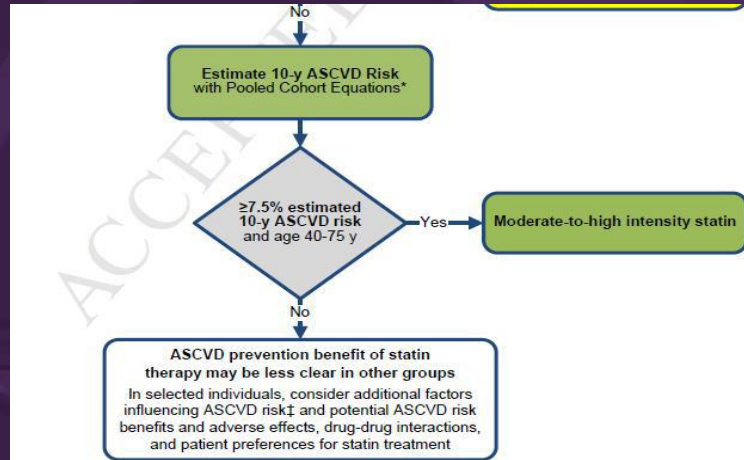 No
Estimate 10-y ASCVD Risk
with Pooled Cohort Equations*
≥7.5% estimated
10-y ASCVD risk
and age 40-75 y
Yes
Moderate-to-high intensity statin
No
ASCVD prevention benefit of statin
therapy may be less clear in other groups
In selected individuals, consider additional factors
influencing ASCVD risk‡ and potential ASCVD risk
benefits and adverse effects, drug-drug interactions,
and patient preferences for statin treatment
ACCE